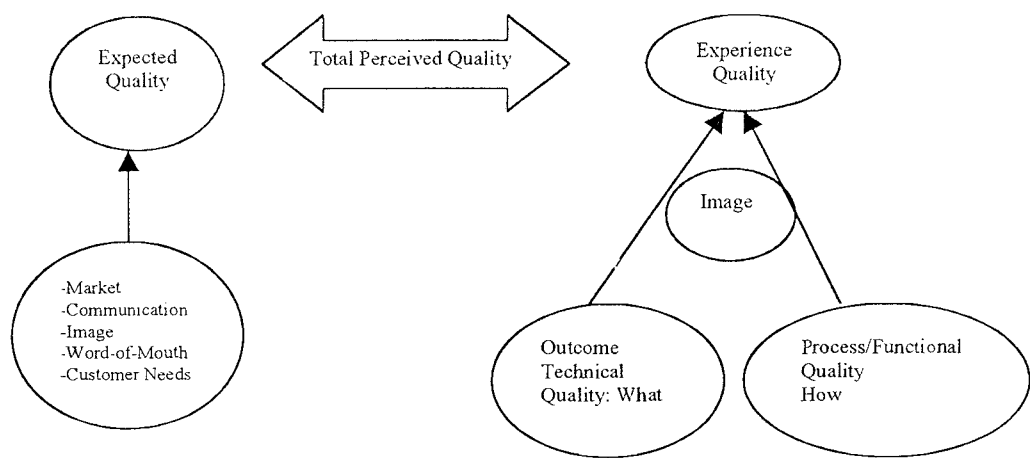 Expected
Quality
Total Perceived Quality
Experience
Quality
Image
-Market
-Communication
-Image
-Word-of-Mouth
-Customer Needs
Outcome
Technical
Quality: What
Process/Functional
Quality
How